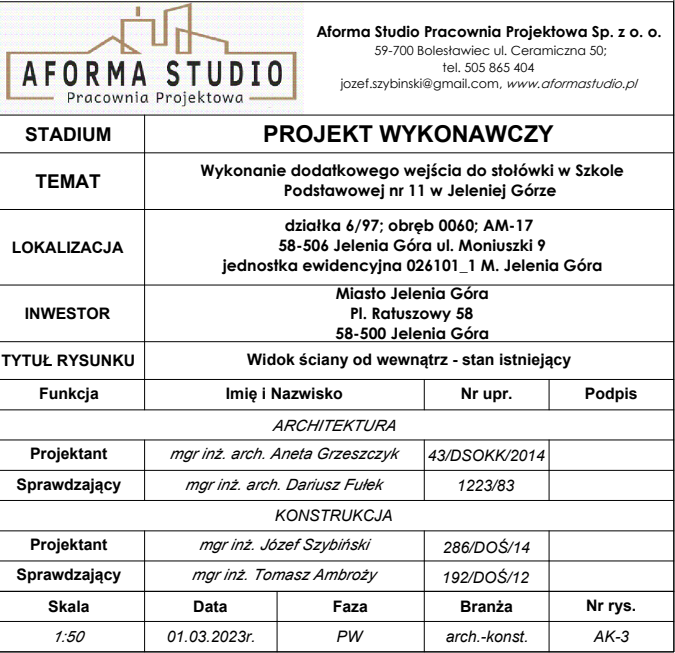 AFORMA STUDIO
Pracownia Projektowa
Aforma Studio Pracownia Projektowa Sp. z o. o.
59-700 Bolesławiec ul. Ceramiczna 50;
tel. 505 865 404
jozef.szybinski@gmail.com, www.aformastudio.pl
STADIUM PROJEKT WYKONAWCZY
TEMAT
Wykonanie dodatkowego wejścia do stołówki w Szkole
Podstawowej nr 11 w Jeleniej Górze
LOKALIZACJA
działka 6/97; obręb 0060; AM-17
58-506 Jelenia Góra ul. Moniuszki 9
jednostka ewidencyjna 026101_1 M. Jelenia Góra
INWESTOR
Miasto Jelenia Góra
Pl. Ratuszowy 58
58-500 Jelenia Góra
TYTUŁ RYSUNKU Widok ściany od wewnątrz - stan istniejący
Funkcja Imię i Nazwisko Nr upr. Podpis
ARCHITEKTURA
Projektant mgr inż. arch. Aneta Grzeszczyk 43/DSOKK/2014
Sprawdzający mgr inż. arch. Dariusz Fułek 1223/83
KONSTRUKCJA
Projektant mgr inż. Józef Szybiński 286/DOŚ/14
Sprawdzający mgr inż. Tomasz Ambroży 192/DOŚ/12
Skala Data Faza Branża Nr rys.
1:50 01.03.2023r. PW arch.-konst. AK-3